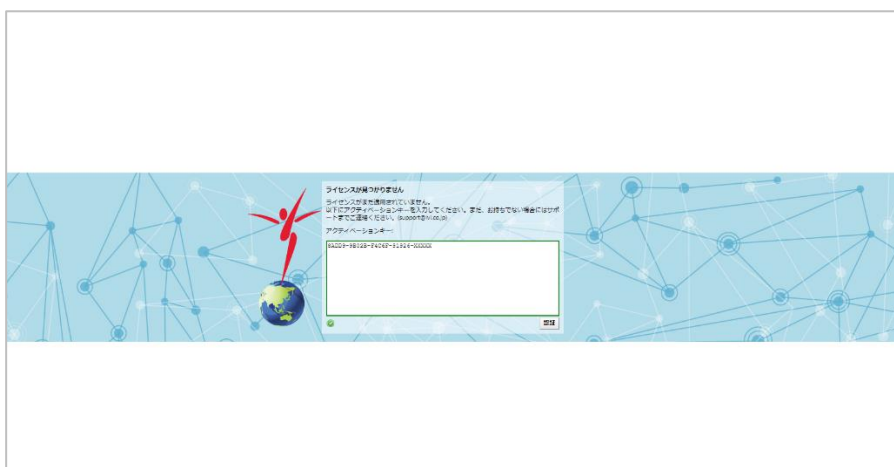 ライセンスが見つかりません
ライセンスがまだ適用されていません。
以下にアクティベーションキーを入力してください。また、お持ちでない場合にはサポ
ートまでご連絡ください。(support@rvi.co.jp)
アクティベーションキー:
認証